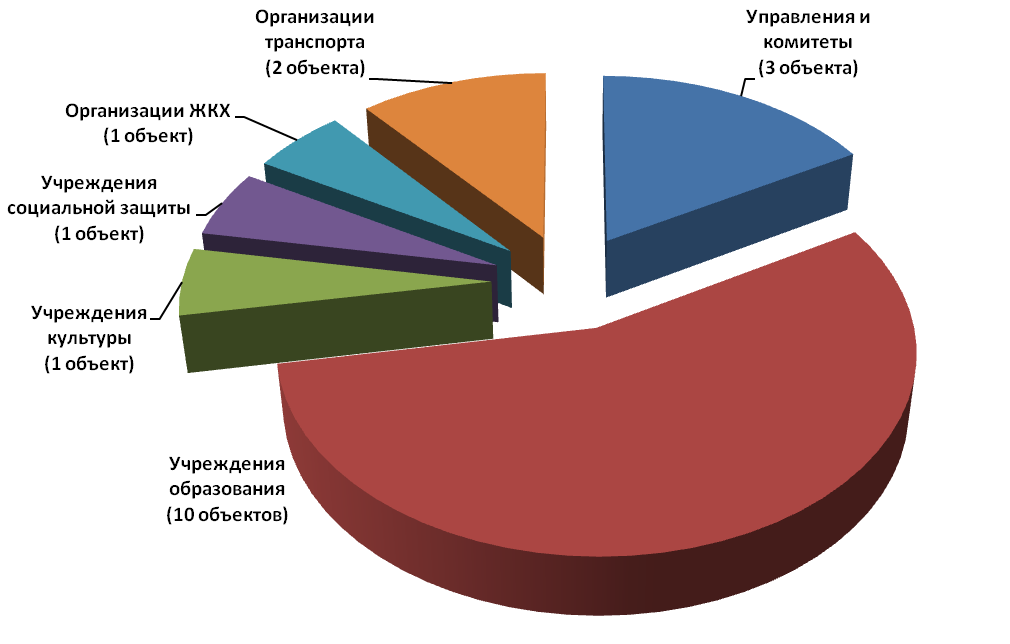 Организации
транспорта
(2 объекта)
Управления и
комитеты
(3 объекта)
Организации ЖКХ
(1 объект)
Учреждения
социальной защиты
(1 объект)
Учреждения
культуры
(1 объект)
Учреждения
образования
(10 объектов)